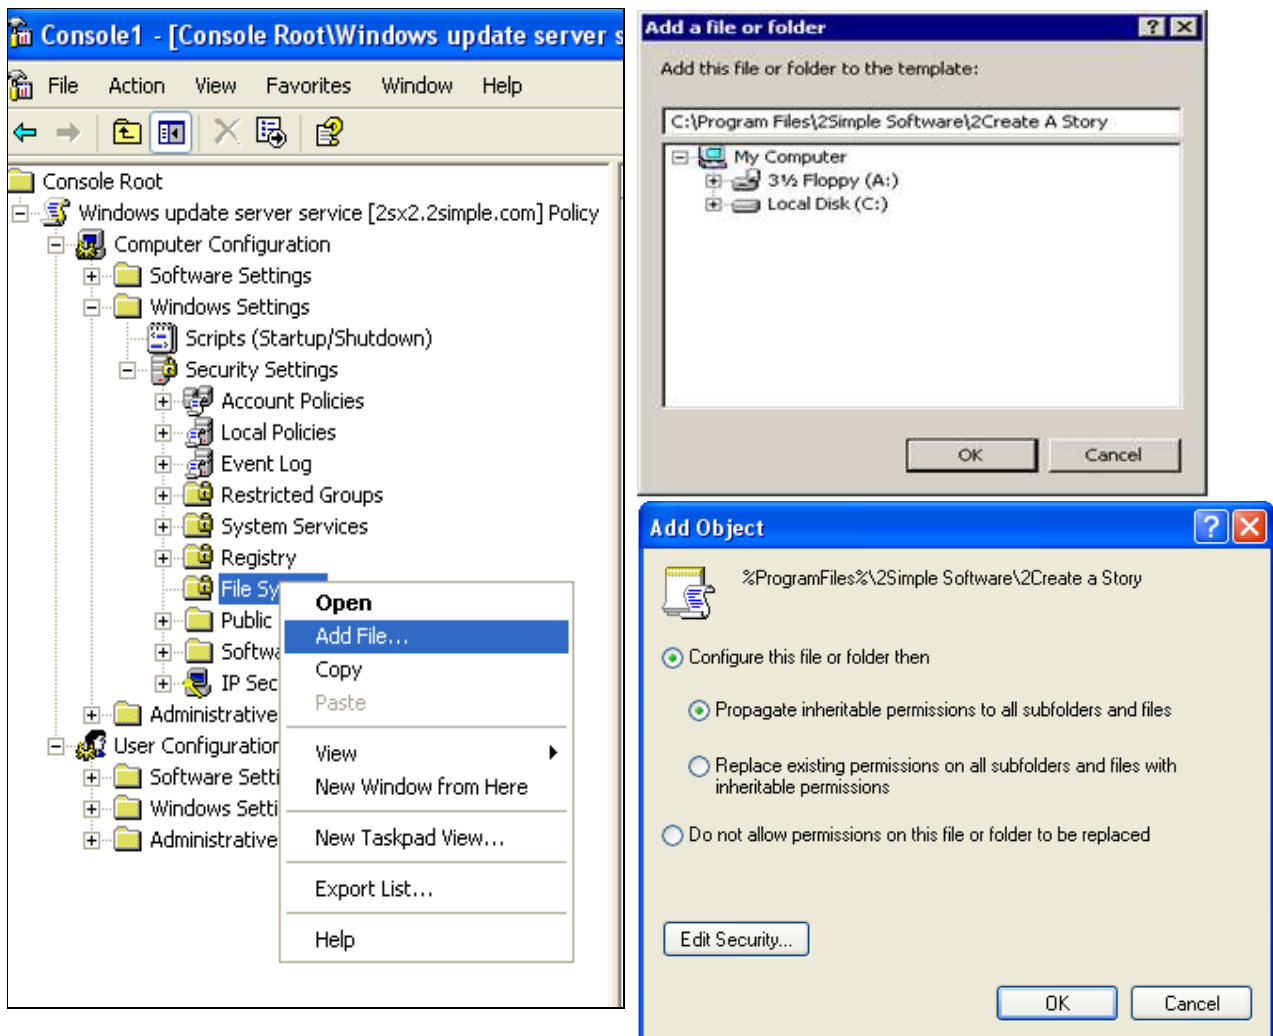 Console1 - [Console Root\Windows update server s
File Action View Favorites Window Help
Console Root
Windows update server service [2sx2.2simple.com] Policy
Computer Configuration
Software Settings
Windows Settings
Scripts (Startup/Shutdown)
Security Settings
Account Policies
Local Policies
Event Log
Restricted Groups
System Services
Registry
File Sy
Public
Softwa
IP Sec
Administrative
User Configuration
Software Setti
Windows Setti
Administrative
Open
Add File...
Copy
Paste
View
New Window from Here
New Taskpad View...
Export List...
Help
Add a file or folder
Add this file or folder to the template:
C:\Program Files\2Simple Software\2Create A Story
My Computer
3½ Floppy (A:)
Local Disk (C:)
OK Cancel
Add Object
%ProgramFiles%\2Simple Software\2Create a Story
Configure this file or folder then
Propagate inheritable permissions to all subfolders and files
Replace existing permissions on all subfolders and files with
inheritable permissions
Do not allow permissions on this file or folder to be replaced
Edit Security...
OK Cancel